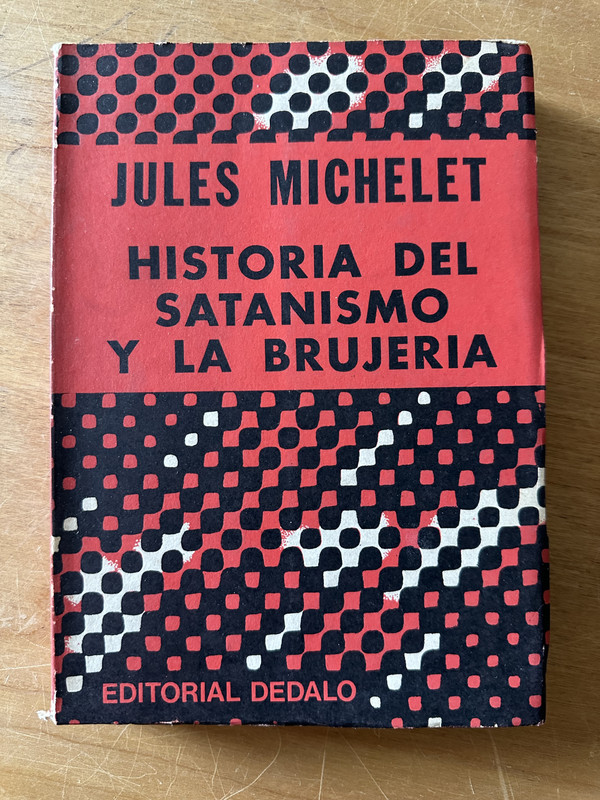 JULES MICHELET
HISTORIA DEL
SATANISMO
Y LA BRUJERIA
EDITORIAL DEDALO